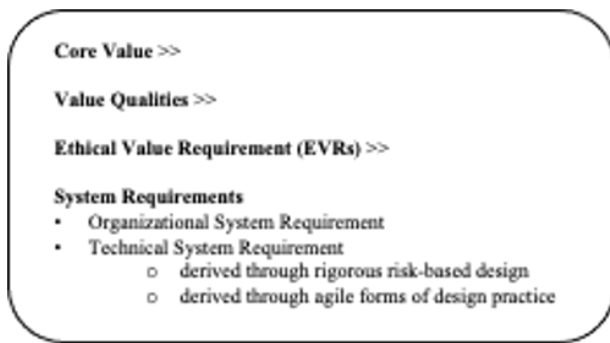 Core Value >>
Value Qualities >>
Ethical Value Requirement (EVRs) >>
System Requirements
• Organizational System Requirement
• Technical System Requirement
o derived through rigorous risk-based design
o derived through agile forms of design practice